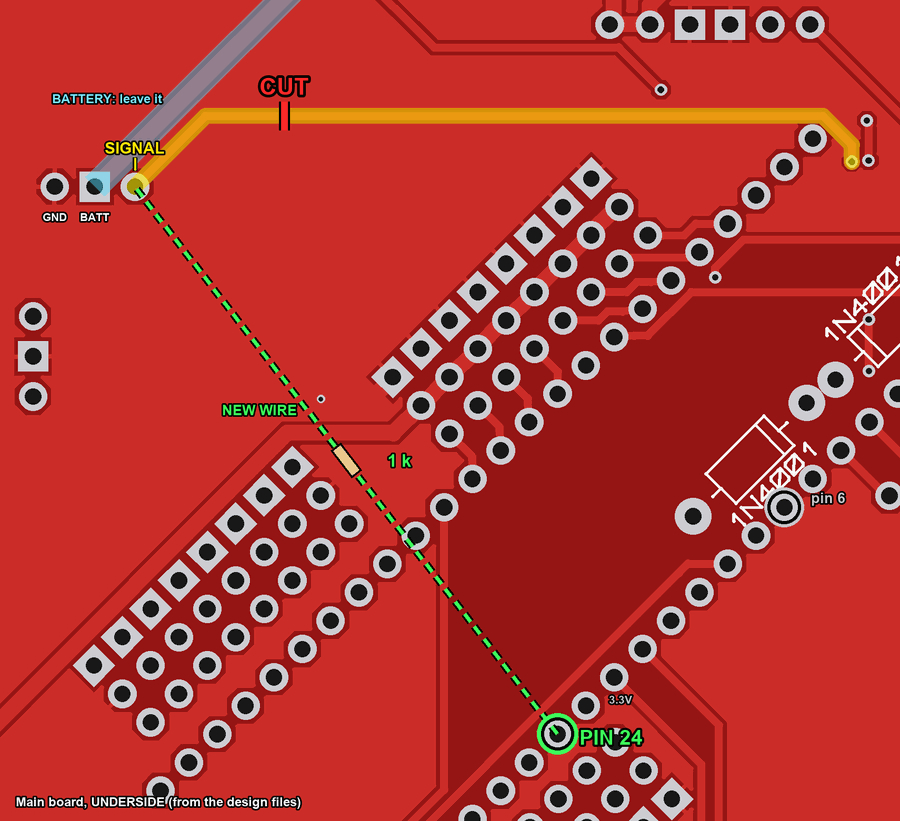 CUT
BATTERY: leave it
SIGNAL
GND
BATT
1N4001
NEW WIRE
1 k
1N4001
pin 6
3.3V
PIN 24
Main board, UNDERSIDE (from the design files)